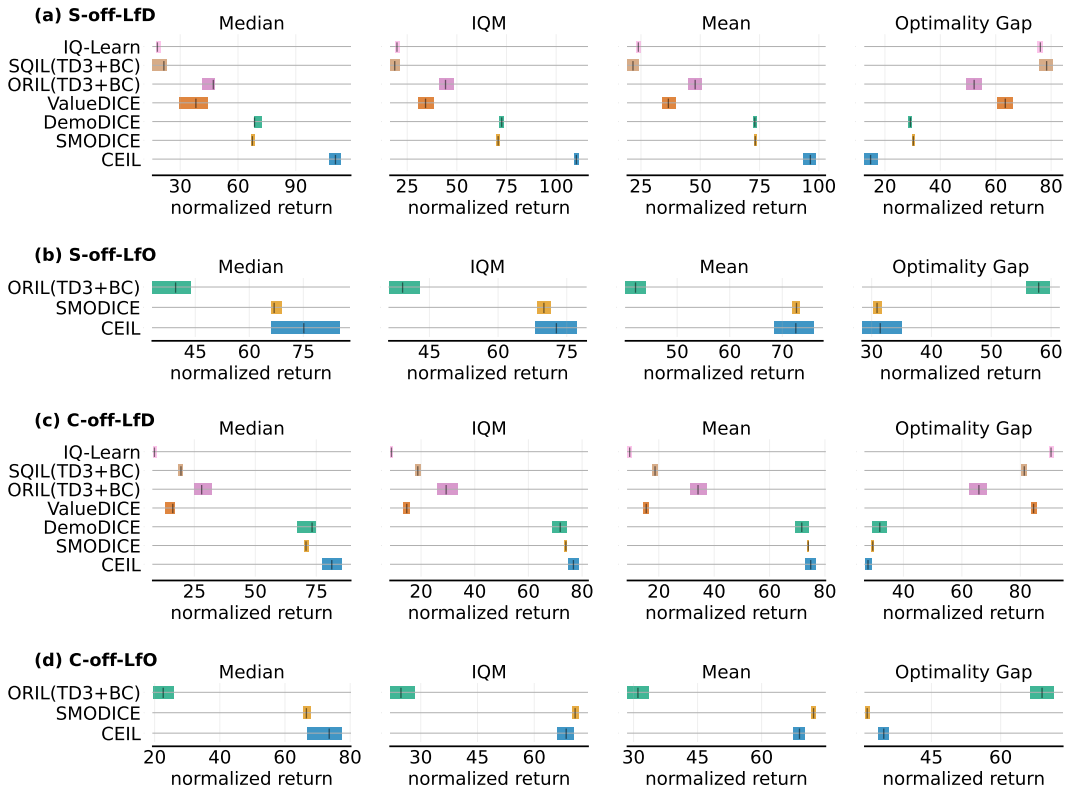 (a) S-off-LfD
Median IQM Mean Optimality Gap
IQ-Learn
SQIL(TD3+BC)
ORIL(TD3+BC)
ValueDICE
DemoDICE
SMODICE
CEIL
30 60 90 25 50 75 100 25 50 75 100 20 40 60 80
normalized return normalized return normalized return normalized return
(b) S-off-LfO
Median IQM Mean Optimality Gap
ORIL(TD3+BC)
SMODICE
CEIL
45 60 75 45 60 75 50 60 70 30 40 50 60
normalized return normalized return normalized return normalized return
(c) C-off-LfD
Median IQM Mean Optimality Gap
IQ-Learn
SQIL(TD3+BC)
ORIL(TD3+BC)
ValueDICE
DemoDICE
SMODICE
CEIL
25 50 75 20 40 60 80 20 40 60 80 40 60 80
normalized return normalized return normalized return normalized return
(d) C-off-LfO
Median IQM Mean Optimality Gap
ORIL(TD3+BC)
SMODICE
CEIL
20 40 60 80 30 45 60 30 45 60 45 60
normalized return normalized return normalized return normalized return